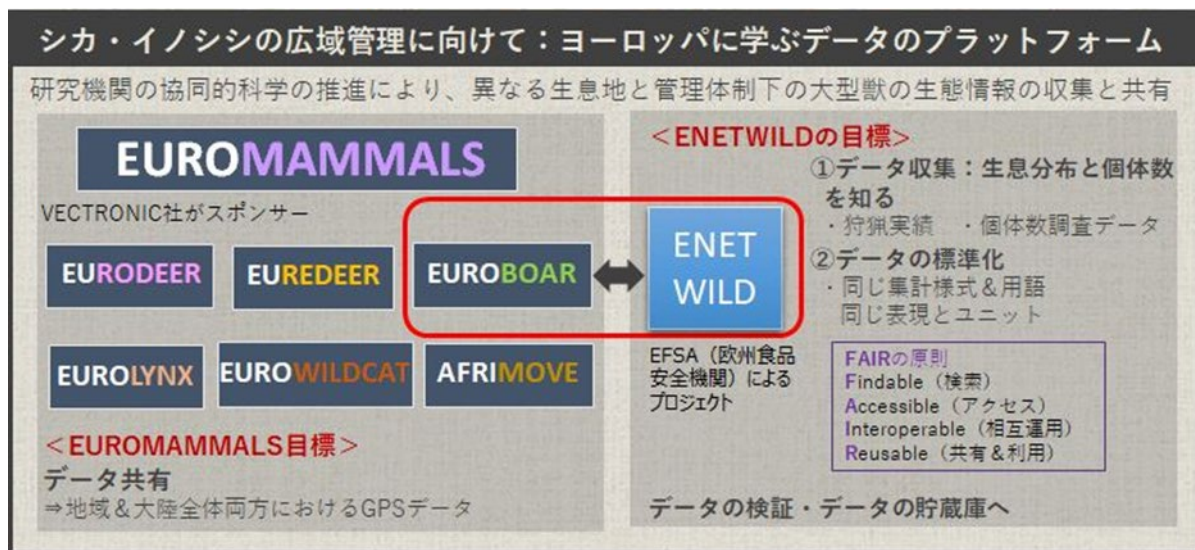 シカ・イノシシの広域管理に向けて：ヨーロッパに学ぶデータのプラットフォーム
研究機関の協同的科学の推進により、異なる生息地と管理体制下の大型獣の生態情報の収集と共有
EUROMAMMALS
VECTRONIC社がスポンサー
EURODEER
EUREDEER
EUROBOAR
EUROLYNX
EUROWILDCAT
AFRIMOVE
＜EUROMAMMALS目標＞
データ共有
⇒地域＆大陸全体両方におけるGPSデータ
ENET
WILD
EFSA（欧州食品
安全機関）による
プロジェクト
＜ENETWILDの目標＞
①データ収集：生息分布と個体数
を知る
・狩猟実績　・個体数調査データ
②データの標準化
・同じ集計様式＆用語
同じ表現とユニット
FAIRの原則
Findable（検索）
Accessible（アクセス）
Interoperable（相互運用）
Reusable（共有＆利用）
データの検証・データの貯蔵庫へ